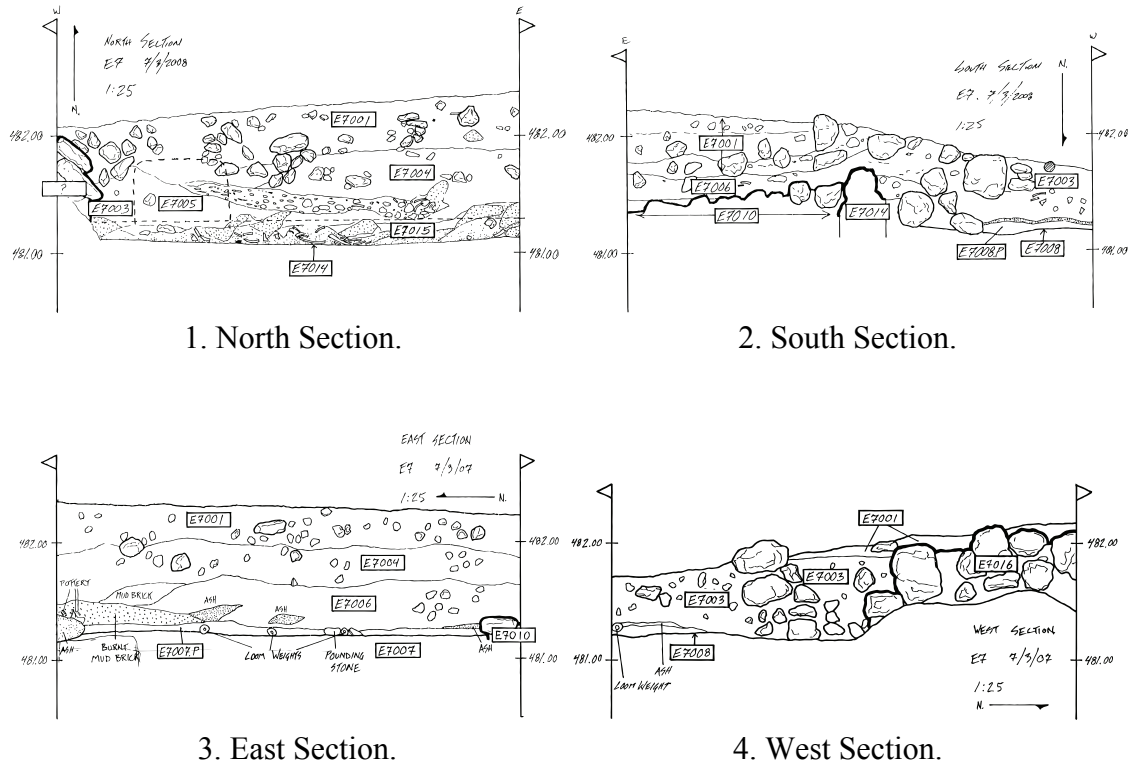 W
E
NORTH SECTION
E7 7/3/2008
1:25
N.
482.00
482.00
E7001
E7004
?
E7003
E7005
E7015
481.00
481.00
E7014
1. North Section.
E
W
SOUTH SECTION
N.
E7. 7/3/2008
1:25
482.00
482.00
E7001
E7006
E7003
E7010
E7014
481.00
481.00
E7008.P
E7008
2. South Section.
EAST SECTION
E7 7/3/07
1:25
N.
E7001
482.00
482.00
E7004
POTTERY
MUD BRICK
ASH
ASH
E7006
E7010
ASH
BURNT
MUD BRICK
E7007.P
LOOM WEIGHTS
POUNDING
STONE
E7007
ASH
481.00
481.00
3. East Section.
E7001
482.00
482.00
E7003
E7016
E7003
WEST SECTION
E7008
481.00
481.00
E7 7/3/07
ASH
LOOM WEIGHT
1:25
N.
4. West Section.